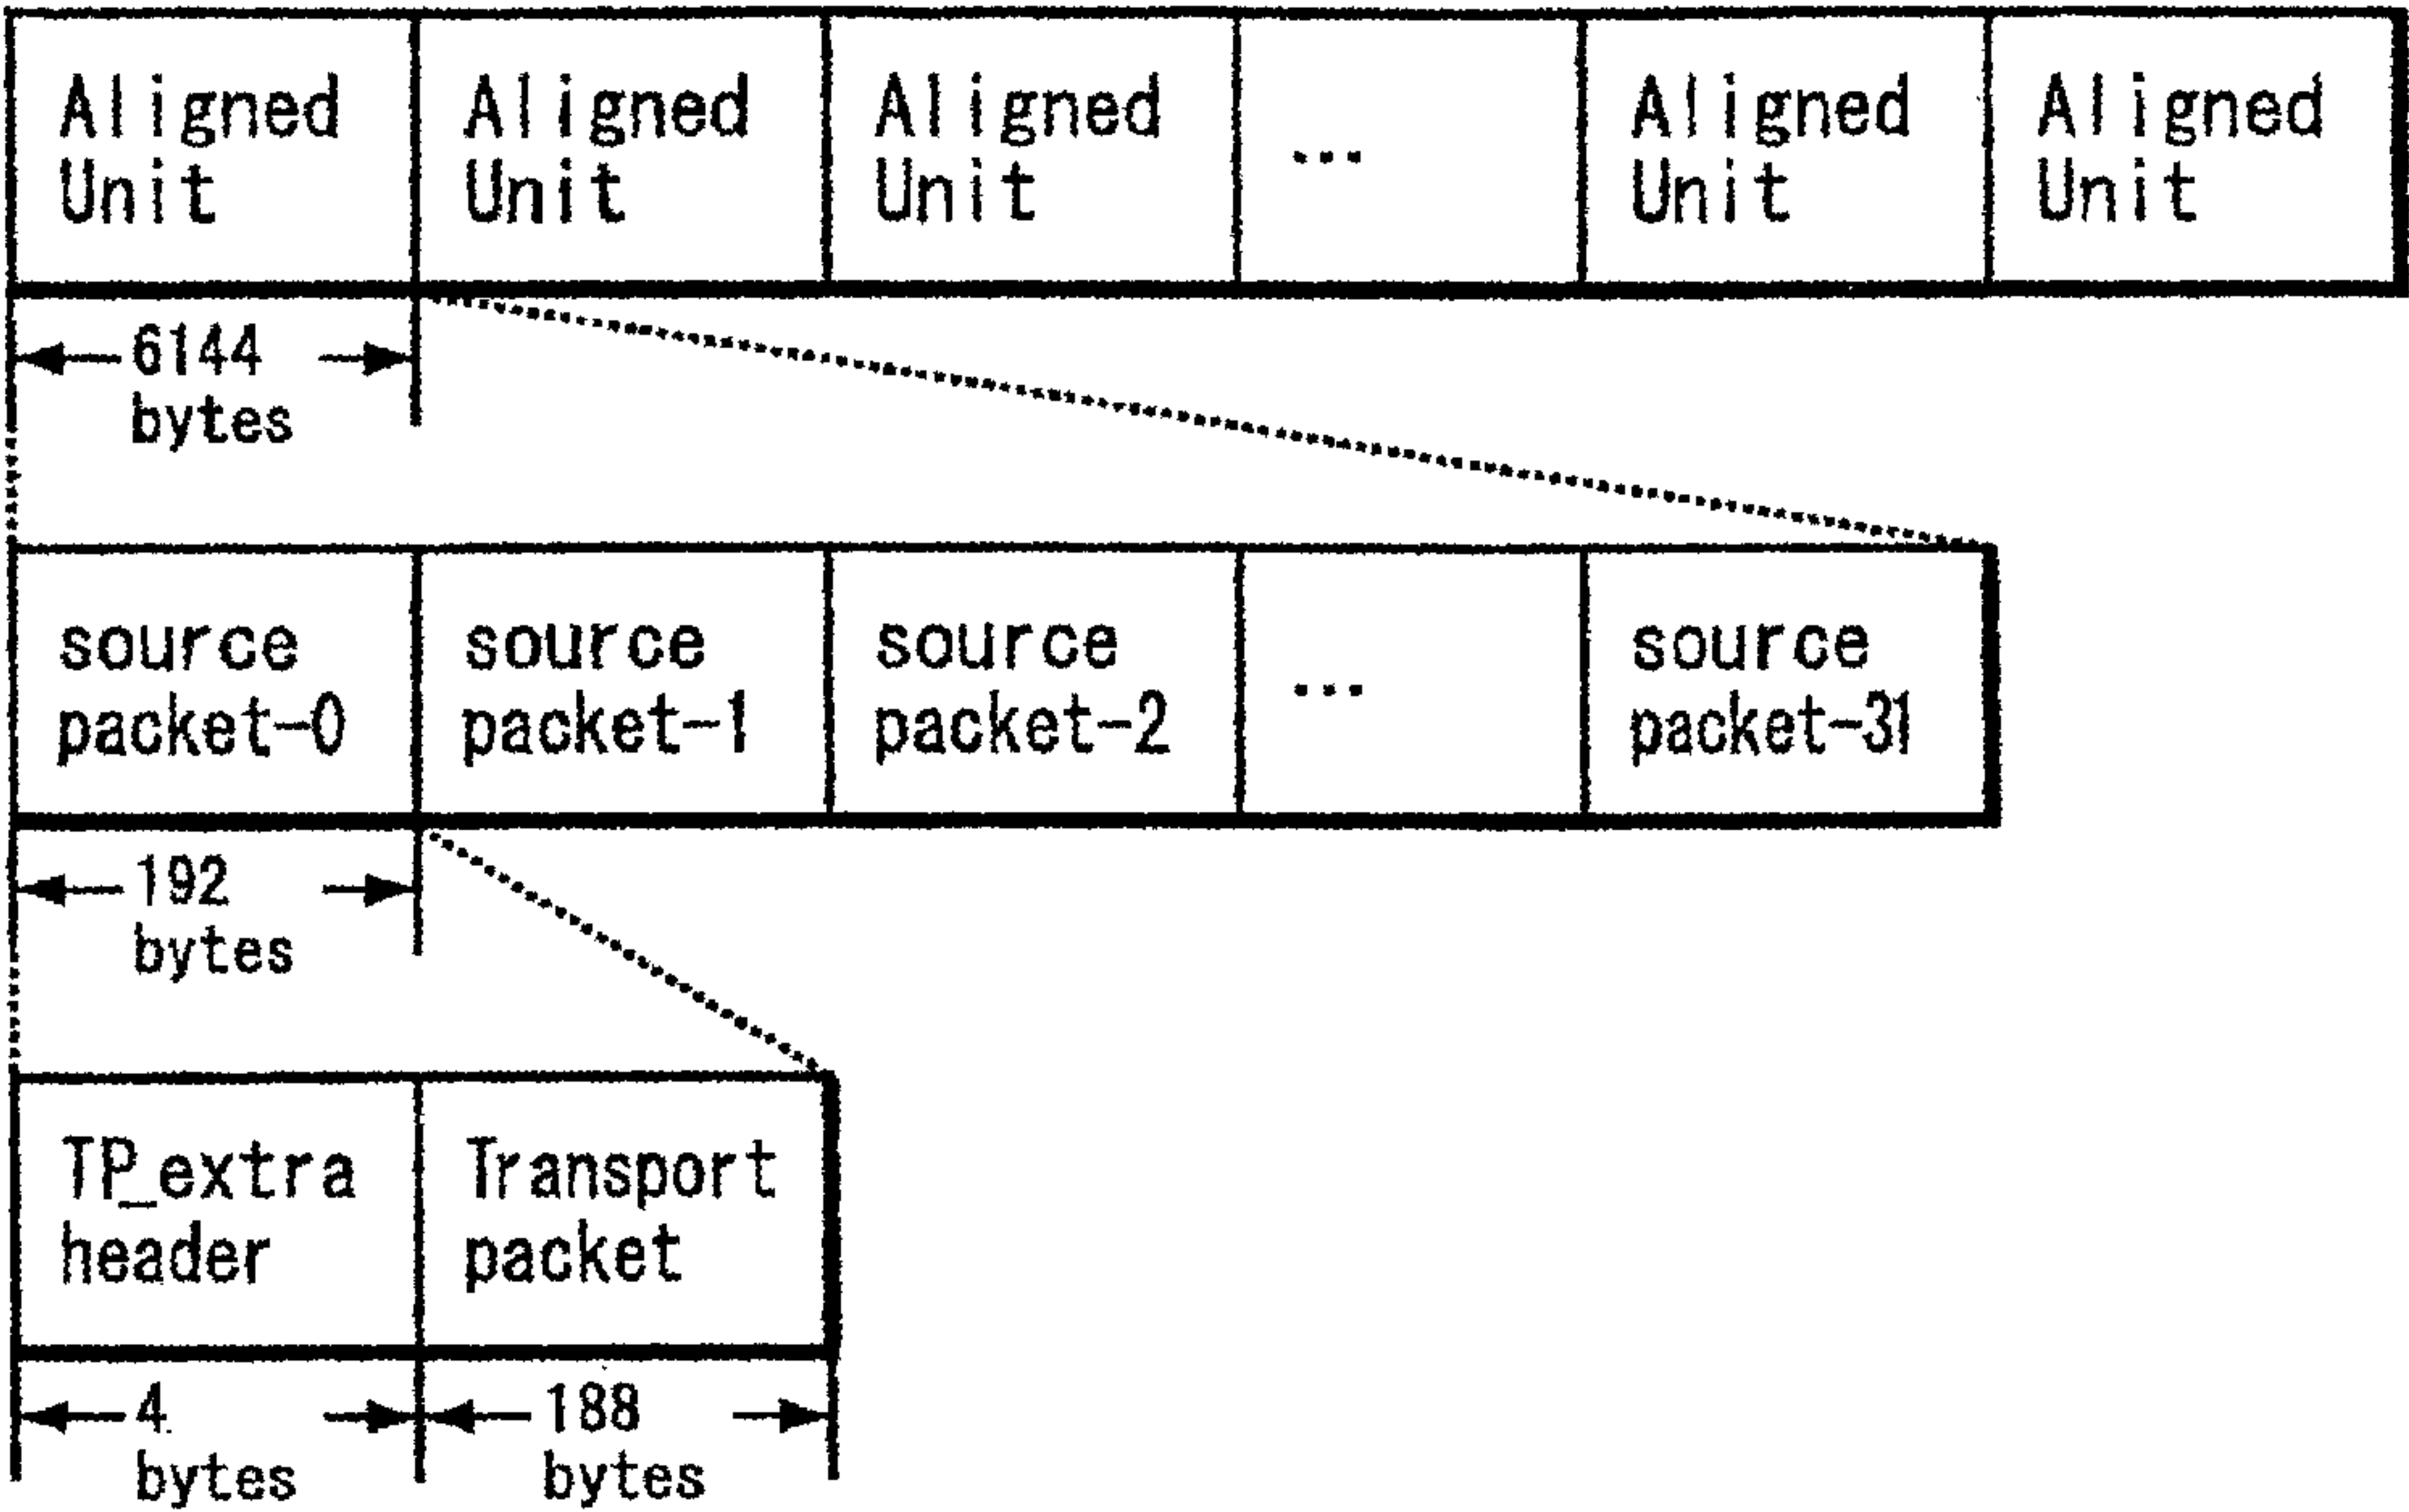 Aligned Unit
Aligned Unit
Aligned Unit
...
Aligned Unit
Aligned Unit
6144
bytes
source
packet-0
source
packet-1
source
packet-2
...
source
packet-31
192
bytes
TP_extra
header
Transport
packet
4
bytes
188
bytes